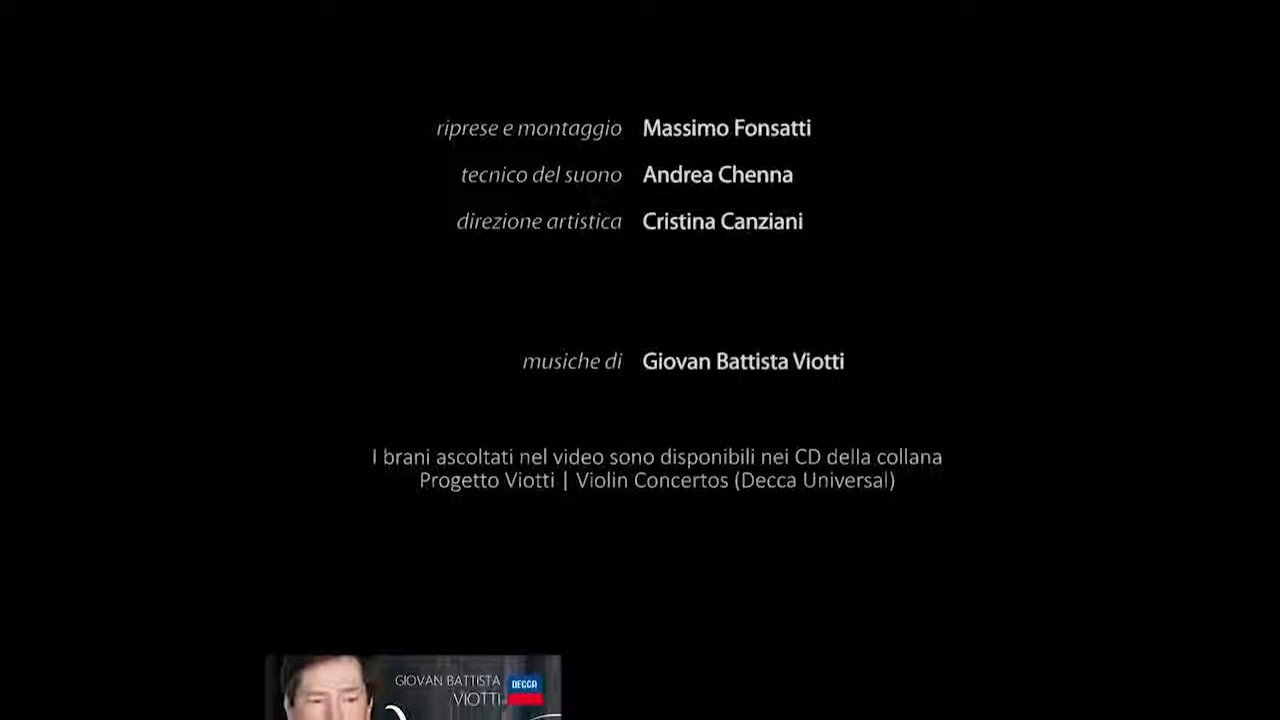 riprese e montaggio Massimo Fonsatti
tecnico del suono Andrea Chenna
direzione artistica Cristina Canziani
musiche di Giovan Battista Viotti
I brani ascoltati nel video sono disponibili nei CD della collana
Progetto Viotti | Violin Concertos (Decca Universal)
GIOVAN BATTISTA
VIOTTI
DECCA